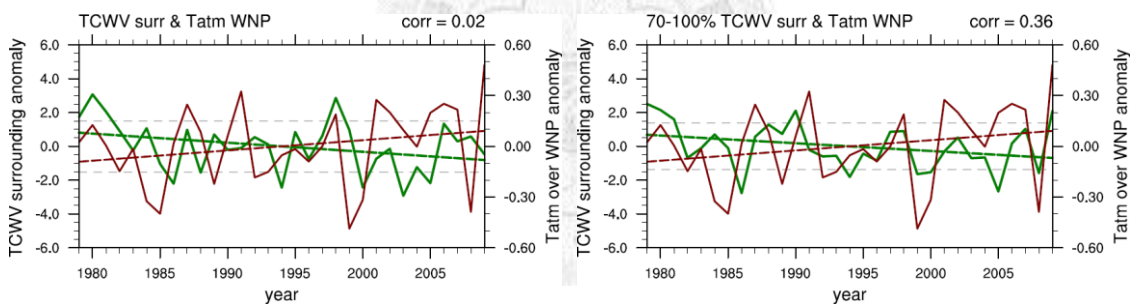 TCWV surr & Tatm WNP corr = 0.02
6.0
4.0
2.0
0.0
-2.0
-4.0
-6.0
TCWV surrounding anomaly
0.60
0.30
0.00
-0.30
-0.60
Tatm over WNP anomaly
1980 1985 1990 1995 2000 2005
year
70-100% TCWV surr & Tatm WNP corr = 0.36
6.0
4.0
2.0
0.0
-2.0
-4.0
-6.0
TCWV surrounding anomaly
0.60
0.30
0.00
-0.30
-0.60
Tatm over WNP anomaly
1980 1985 1990 1995 2000 2005
year